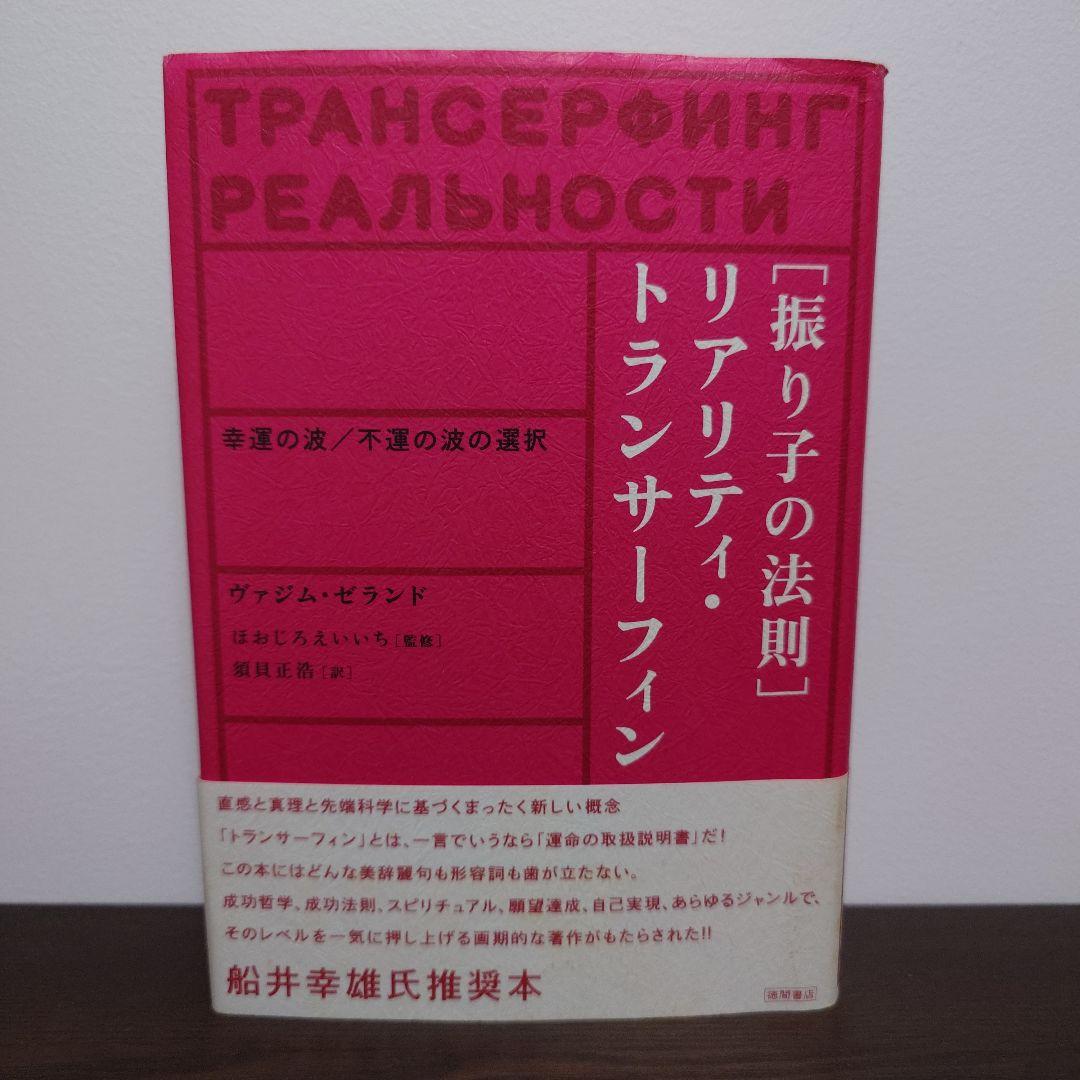 ТРАНСЕРФИНГ
РЕАЛЬНОСТИ
［振り子の法則］
リアリティ・
トランサーフィン
幸運の波／不運の波の選択
ヴァジム・ゼランド
ほおじろえいいち［監修］
須貝正浩［訳］
直感と真理と先端科学に基づくまったく新しい概念
「トランサーフィン」とは、一言でいうなら「運命の取扱説明書」だ！
この本にはどんな美辞麗句も形容詞も歯が立たない。
成功哲学、成功法則、スピリチュアル、願望達成、自己実現、あらゆるジャンルで、
そのレベルを一気に押し上げる画期的な著作がもたらされた!!
船井幸雄氏推奨本
徳間書店